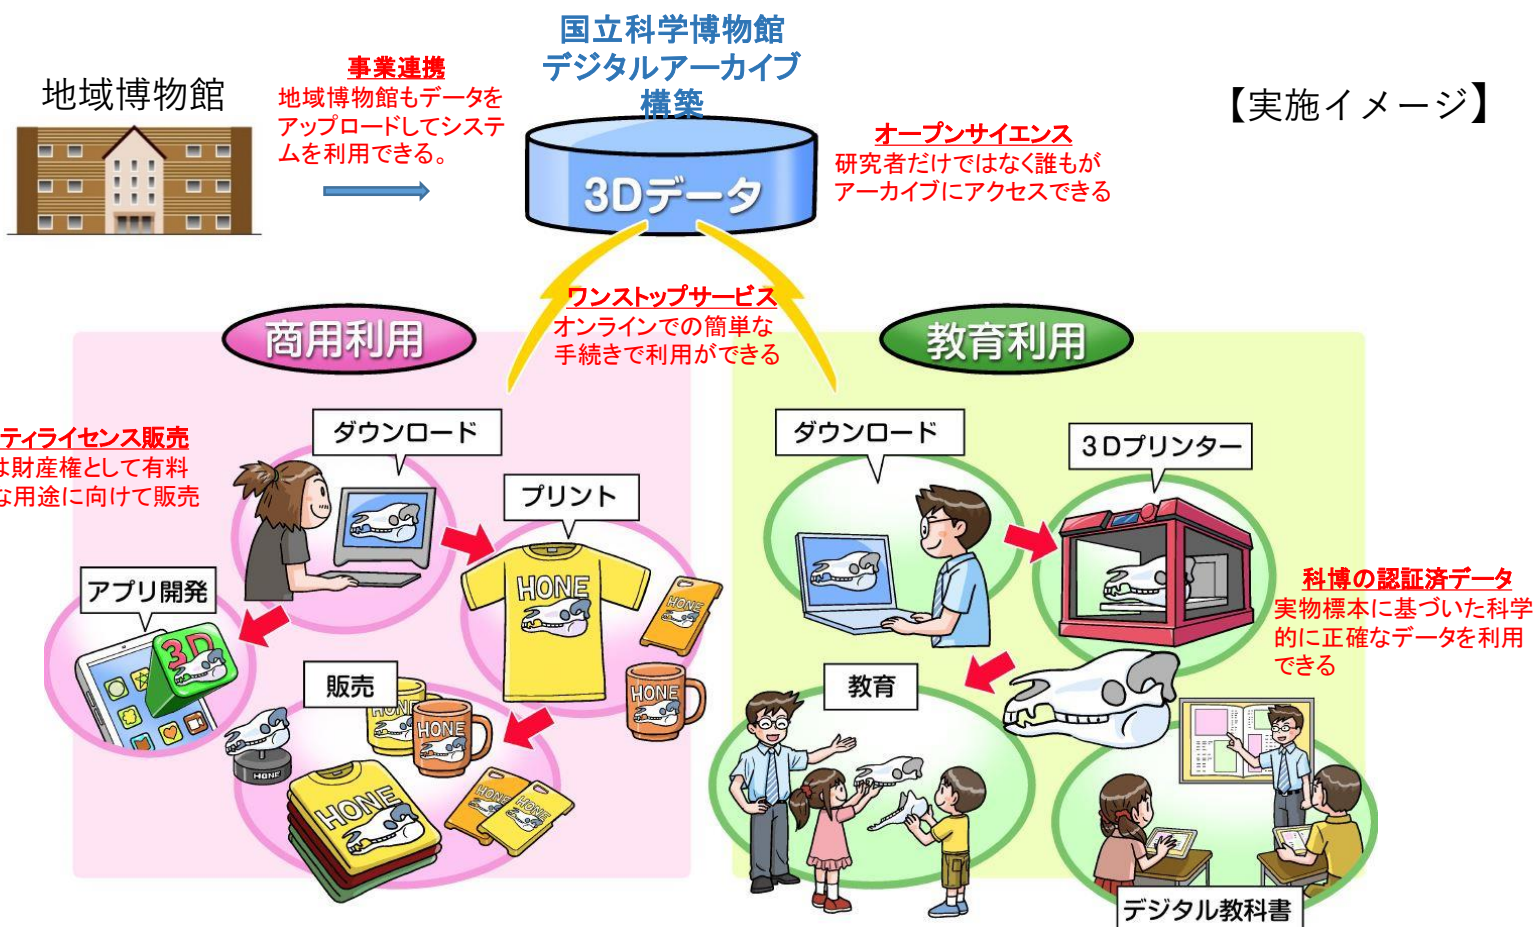 国立科学博物館
デジタルアーカイブ
構築
地域博物館
事業連携
地域博物館もデータを
アップロードしてシステ
ムを利用できる。
【実施イメージ】
オープンサイエンス
研究者だけではなく誰もが
アーカイブにアクセスできる
3Dデータ
ワンストップサービス
オンラインでの簡単な
手続きで利用ができる
商用利用
教育利用
ティライセンス販売
は財産権として有料
な用途に向けて販売
ダウンロード
プリント
HONE
HONE
HONE
アプリ開発
3D
販売
HONE
HONE
HONE
HONE
HONE
HONE
ダウンロード
3Dプリンター
科博の認証済データ
実物標本に基づいた科学
的に正確なデータを利用
できる
教育
デジタル教科書